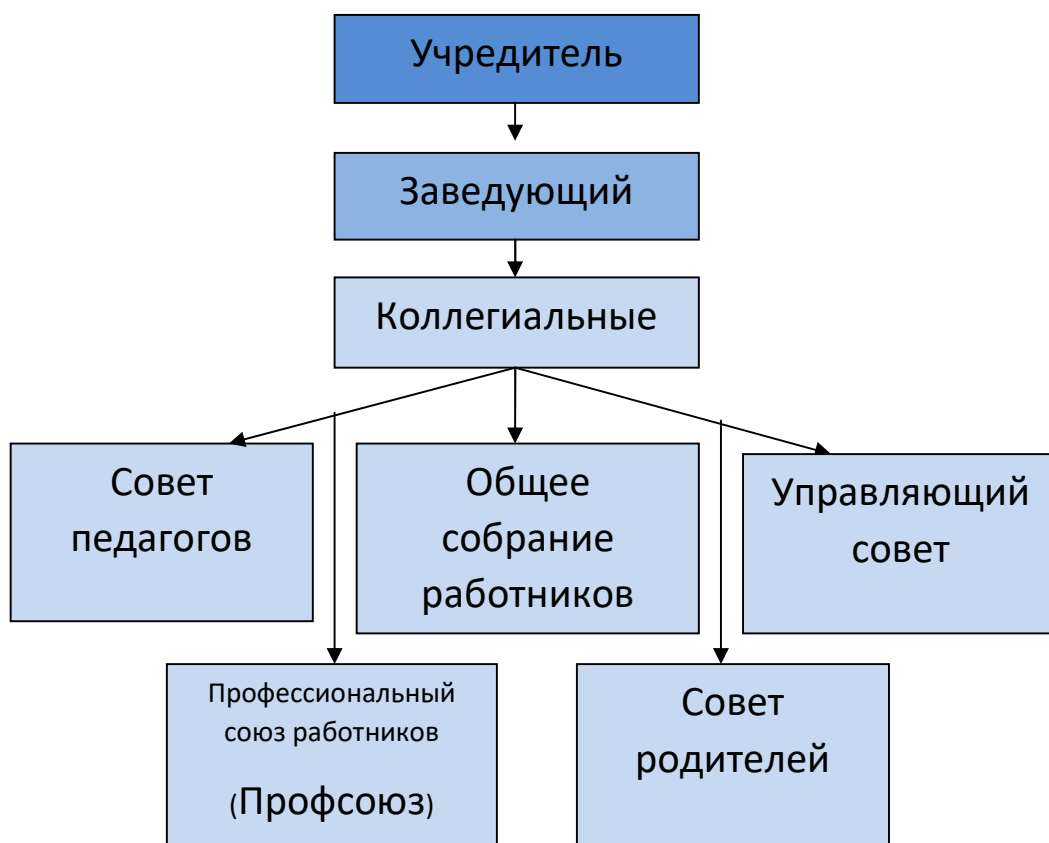 Учредитель
Заведующий
Коллегиальные
Совет
педагогов
Общее
собрание
работников
Управляющий
совет
Профессиональный
союз работников
(Профсоюз)
Совет
родителей